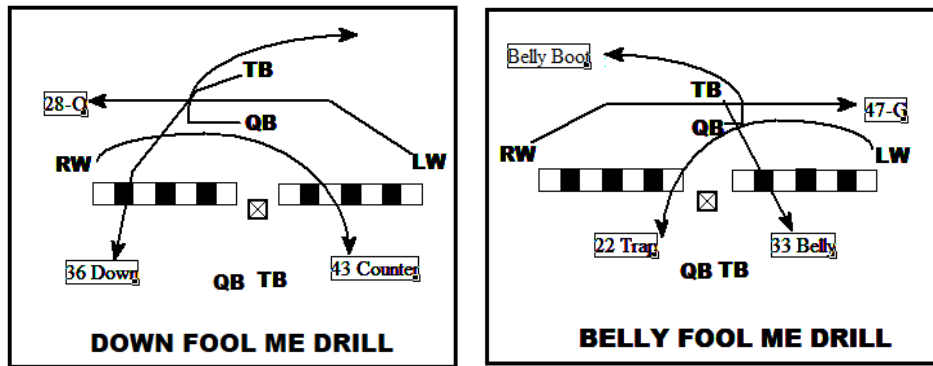 TB
28-O
QB
RW
LW
36 Down
43 Counter
QB TB
DOWN FOOL ME DRILL
Belly Boot
TB
47-G
QB
RW
LW
22 Trap
33 Belly
QB TB
BELLY FOOL ME DRILL